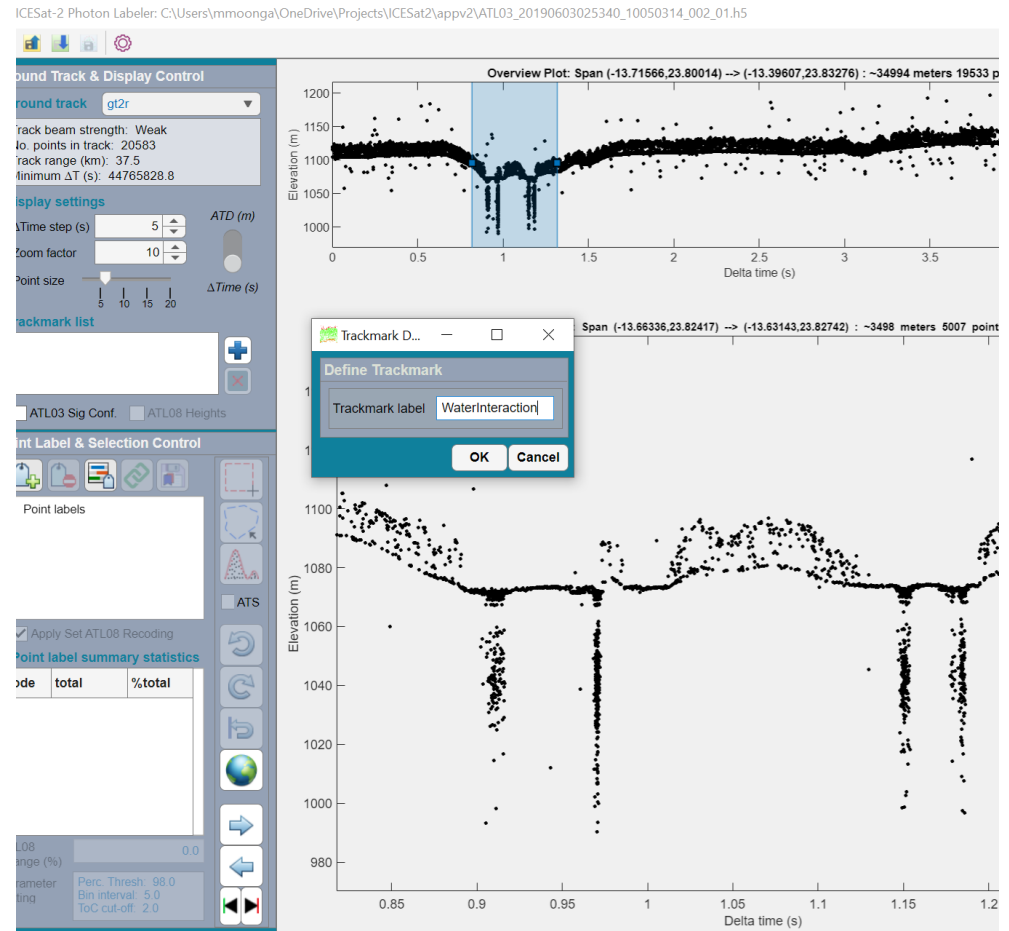 ICESat-2 Photon Labeler: C:\Users\mmoonga\OneDrive\Projects\ICESat2\appv2\ATL03_20190603025340_10050314_002_01.h5
ound Track & Display Control
round track gt2r
rack beam strength: Weak
No. points in track: 20583
rack range (km): 37.5
Minimum ΔT (s): 44765828.8
isplay settings
ΔTime step (s) 5
Zoom factor 10
Point size
5 10 15 20
ATD (m)
ΔTime (s)
rackmark list
ATL03 Sig Conf. ATL08 Heights
int Label & Selection Control
Point labels
ATS
Apply Set ATL08 Recoding
Point label summary statistics
ode total %total
L08
ange (%) 0.0
rameter
ting
Perc. Thresh: 98.0
Bin interval: 5.0
ToC cut-off: 2.0
Overview Plot: Span (-13.71566,23.80014) --> (-13.39607,23.83276) : ~34994 meters 19533 p
1200
1150
1100
1050
1000
Elevation (m)
0 0.5 1 1.5 2 2.5 3 3.5
Delta time (s)
Span (-13.66336,23.82417) --> (-13.63143,23.82742) : ~3498 meters 5007 point
Trackmark D...
Define Trackmark
Trackmark label WaterInteraction
OK Cancel
1
1
1100
1080
1060
1040
1020
1000
980
Elevation (m)
0.85 0.9 0.95 1 1.05 1.1 1.15 1.2
Delta time (s)